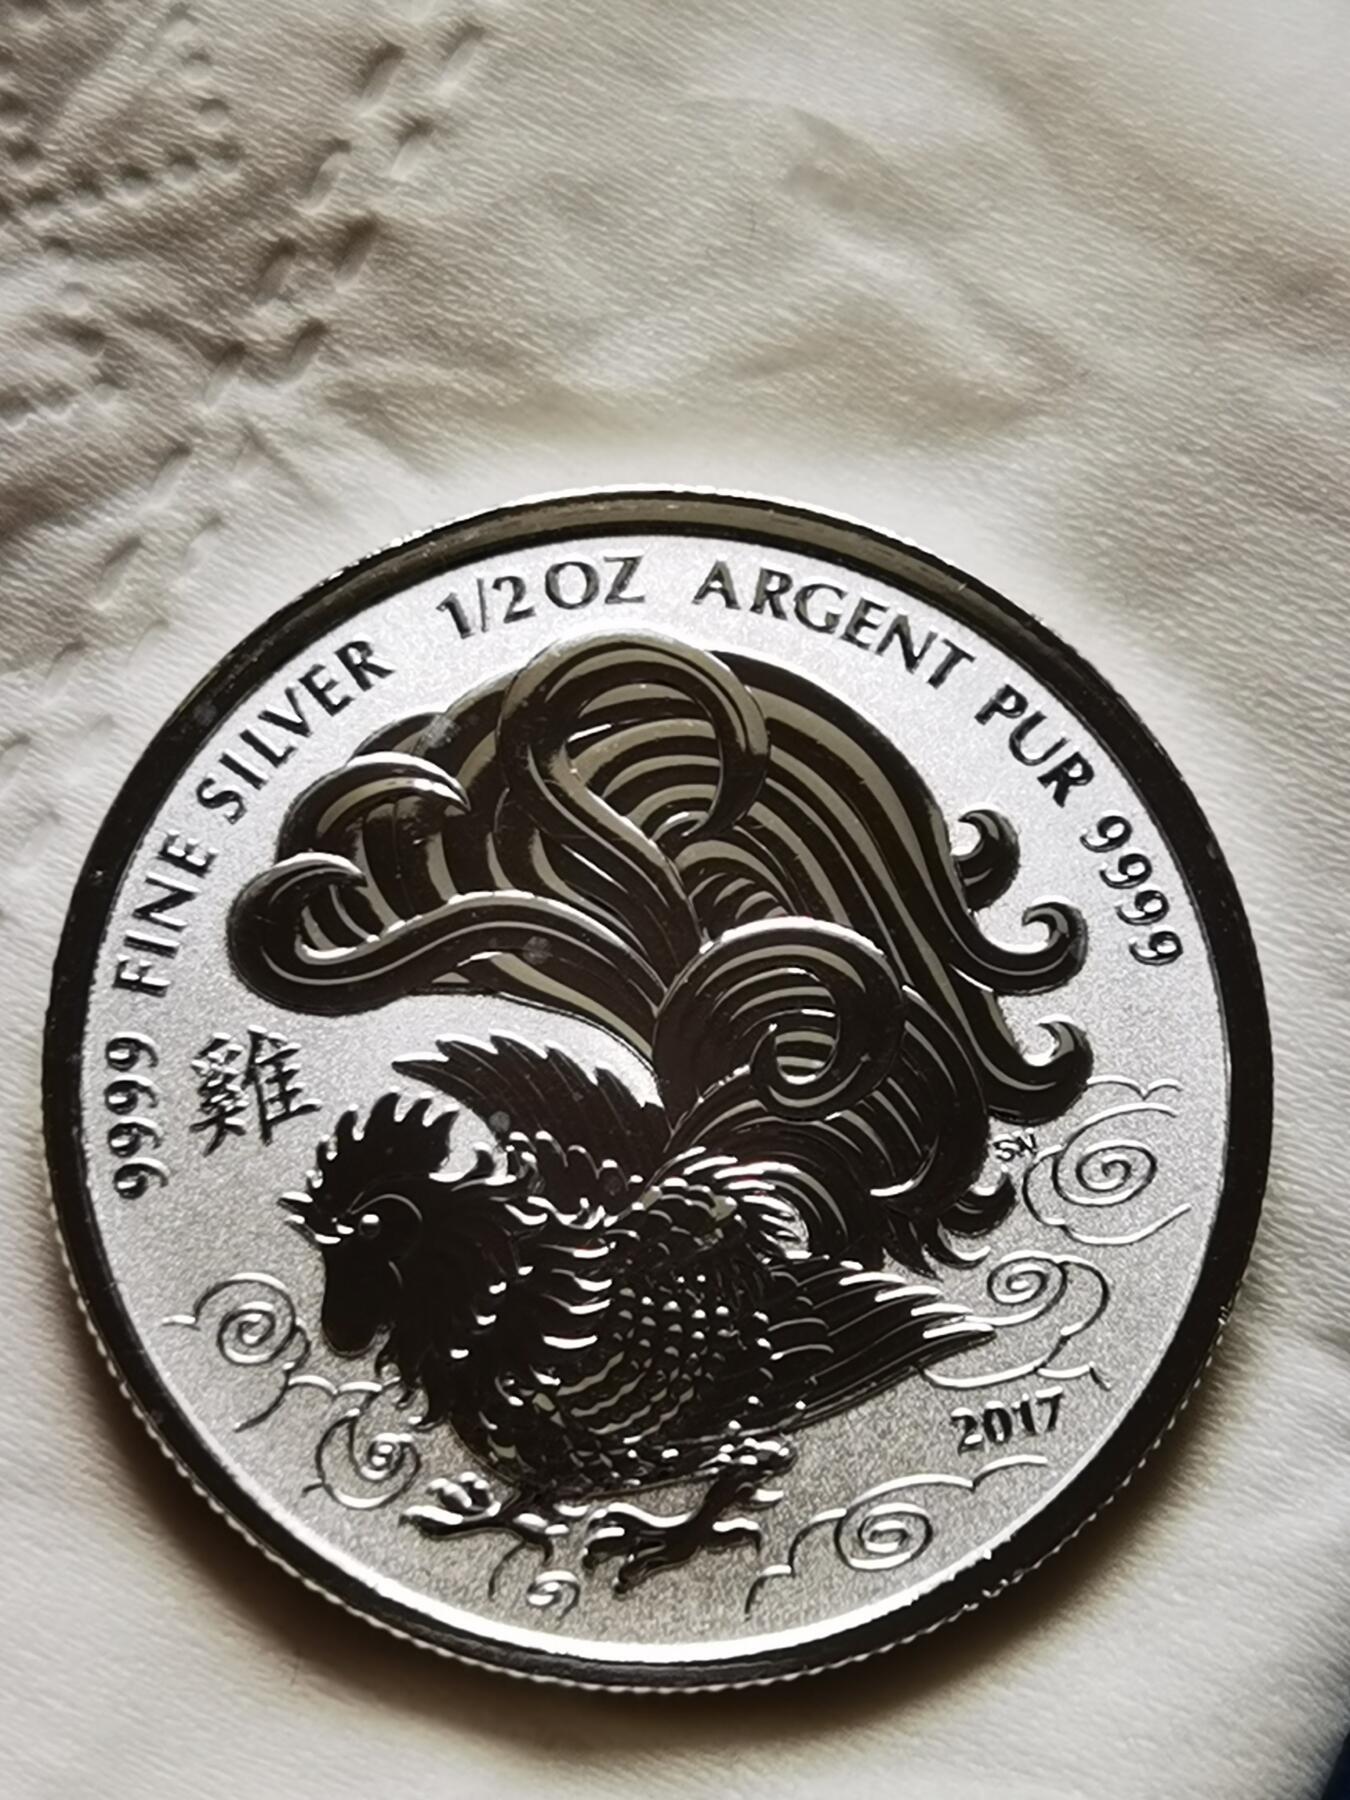 9999 FINE SILVER 1/2 OZ ARGENT PUR 9999
雞
SN
2017